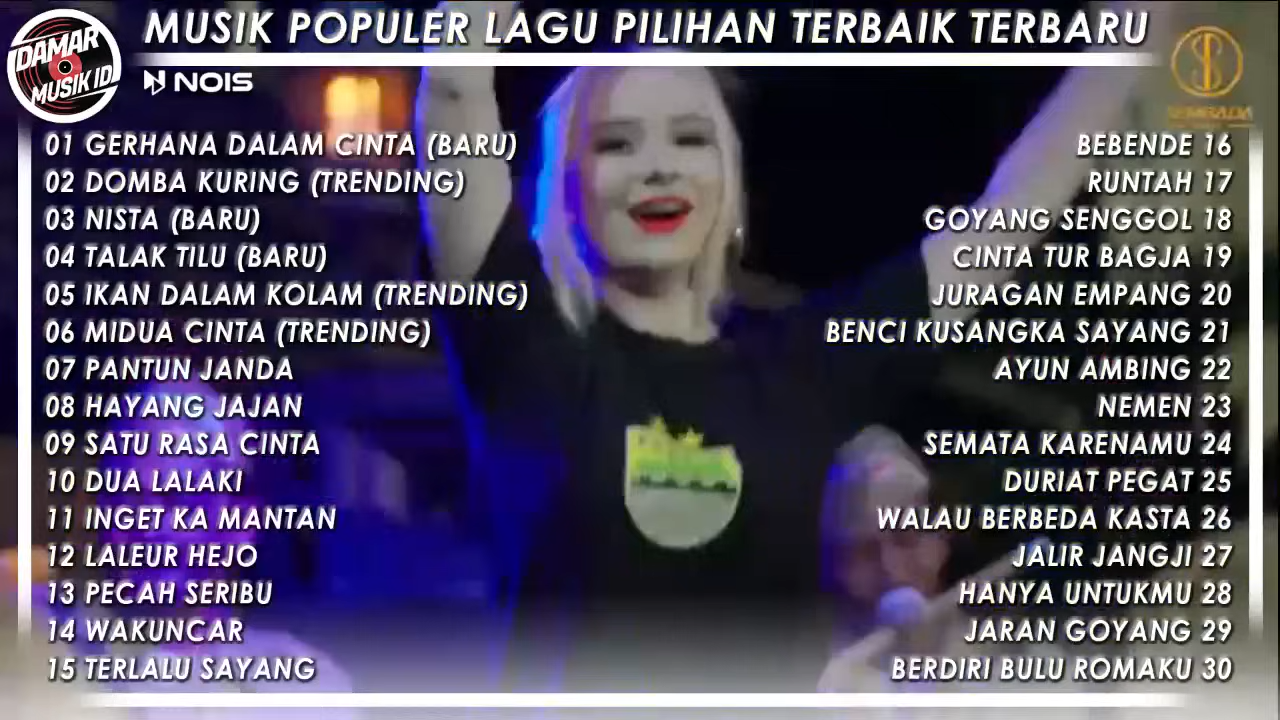 MUSIK POPULER LAGU PILIHAN TERBAIK TERBARU
DAMAR
MUSIK ID
NOIS
SEMBADA
01 GERHANA DALAM CINTA (BARU)
02 DOMBA KURING (TRENDING)
03 NISTA (BARU)
04 TALAK TILU (BARU)
05 IKAN DALAM KOLAM (TRENDING)
06 MIDUA CINTA (TRENDING)
07 PANTUN JANDA
08 HAYANG JAJAN
09 SATU RASA CINTA
10 DUA LALAKI
11 INGET KA MANTAN
12 LALEUR HEJO
13 PECAH SERIBU
14 WAKUNCAR
15 TERLALU SAYANG
BEBENDE 16
RUNTAH 17
GOYANG SENGGOL 18
CINTA TUR BAGJA 19
JURAGAN EMPANG 20
BENCI KUSANGKA SAYANG 21
AYUN AMBING 22
NEMEN 23
SEMATA KARENAMU 24
DURIAT PEGAT 25
WALAU BERBEDA KASTA 26
JALIR JANGJI 27
HANYA UNTUKMU 28
JARAN GOYANG 29
BERDIRI BULU ROMAKU 30